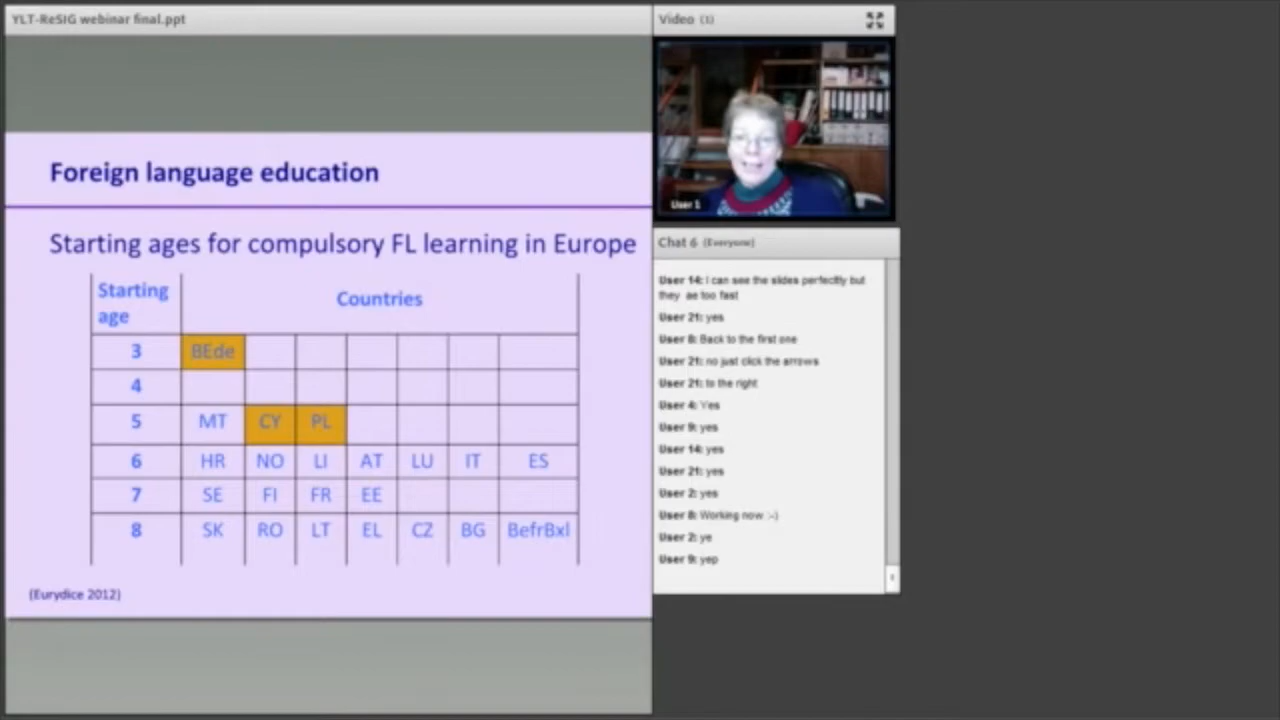 YLT-ReSIG webinar final.ppt
Foreign language education
Starting ages for compulsory FL learning in Europe
Starting age Countries
3 BEde
4
5 MT CY PL
6 HR NO LI AT LU IT ES
7 SE FI FR EE
8 SK RO LT EL CZ BG BefrBxl
(Eurydice 2012)
Video (1)
User 1
Chat 6 (Everyone)
User 14: I can see the slides perfectlly but
they ae too fast
User 21: yes
User 8: Back to the first one
User 21: no just click the arrows
User 21: to the right
User 4: Yes
User 9: yes
User 14: yes
User 21: yes
User 2: yes
User 8: Working now :-)
User 2: ye
User 9: yep